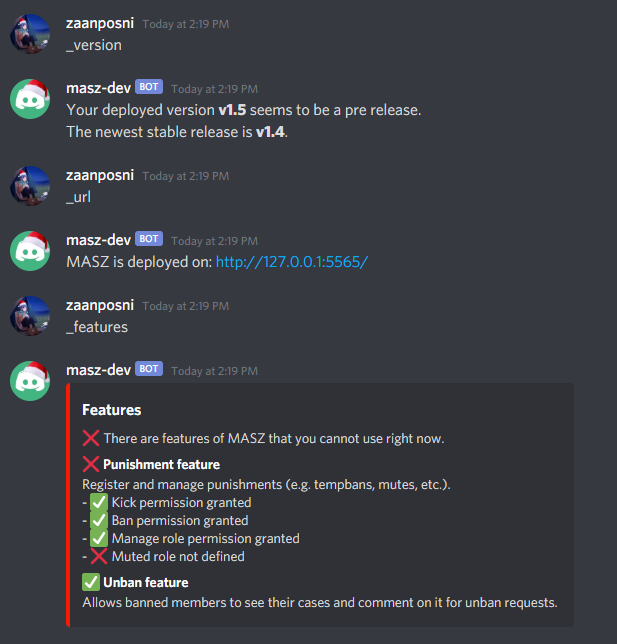 zaanposni Today at 2:19 PM
_version
masz-dev BOT Today at 2:19 PM
Your deployed version v1.5 seems to be a pre release.
The newest stable release is v1.4.
zaanposni Today at 2:19 PM
_url
masz-dev BOT Today at 2:19 PM
MASZ is deployed on: http://127.0.0.1:5565/
zaanposni Today at 2:19 PM
_features
masz-dev BOT Today at 2:19 PM
Features
❌ There are features of MASZ that you cannot use right now.
❌ Punishment feature
Register and manage punishments (e.g. tempbans, mutes, etc.).
- ✅ Kick permission granted
- ✅ Ban permission granted
- ✅ Manage role permission granted
- ❌ Muted role not defined
✅ Unban feature
Allows banned members to see their cases and comment on it for unban requests.